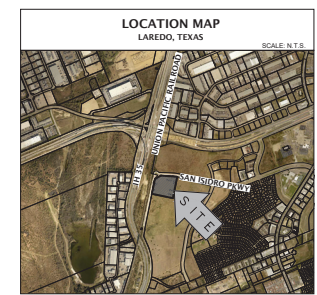 LOCATION MAP
LAREDO, TEXAS
SCALE: N.T.S.
UNION PACIFIC RAILROAD
IH 35
SAN ISIDRO PKWY
SITE